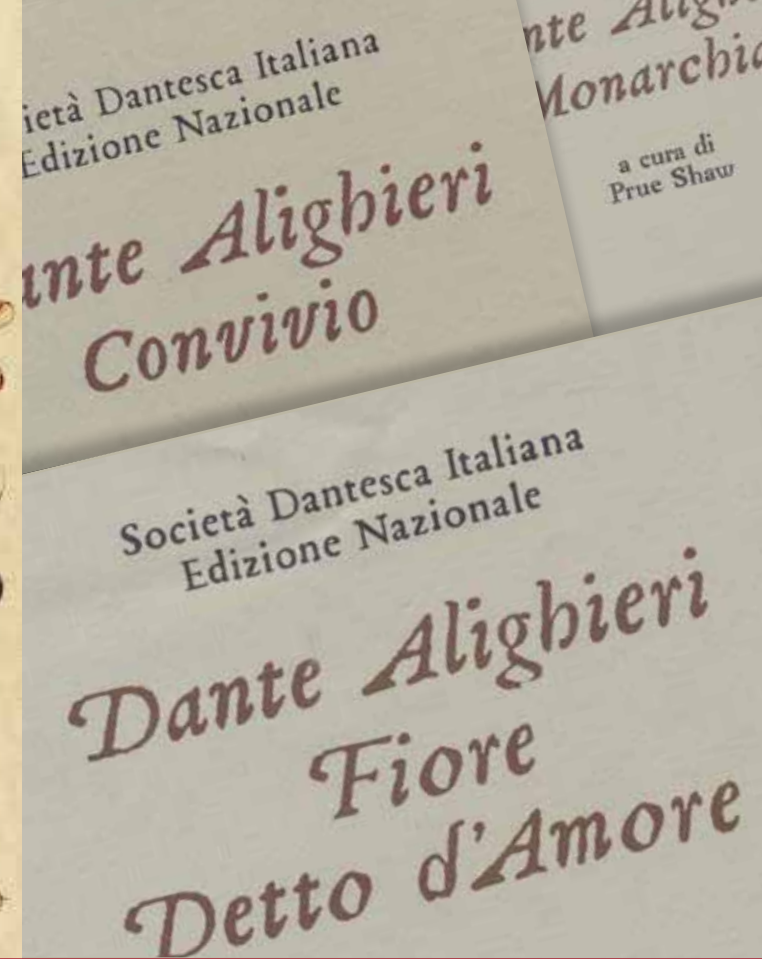 ietà Dantesca Italiana
Edizione Nazionale
ante Alighieri
Convivio
nte Alig
Monarchia
a cura di
Prue Shaw
Società Dantesca Italiana
Edizione Nazionale
Dante Alighieri
Fiore
Detto d'Amore